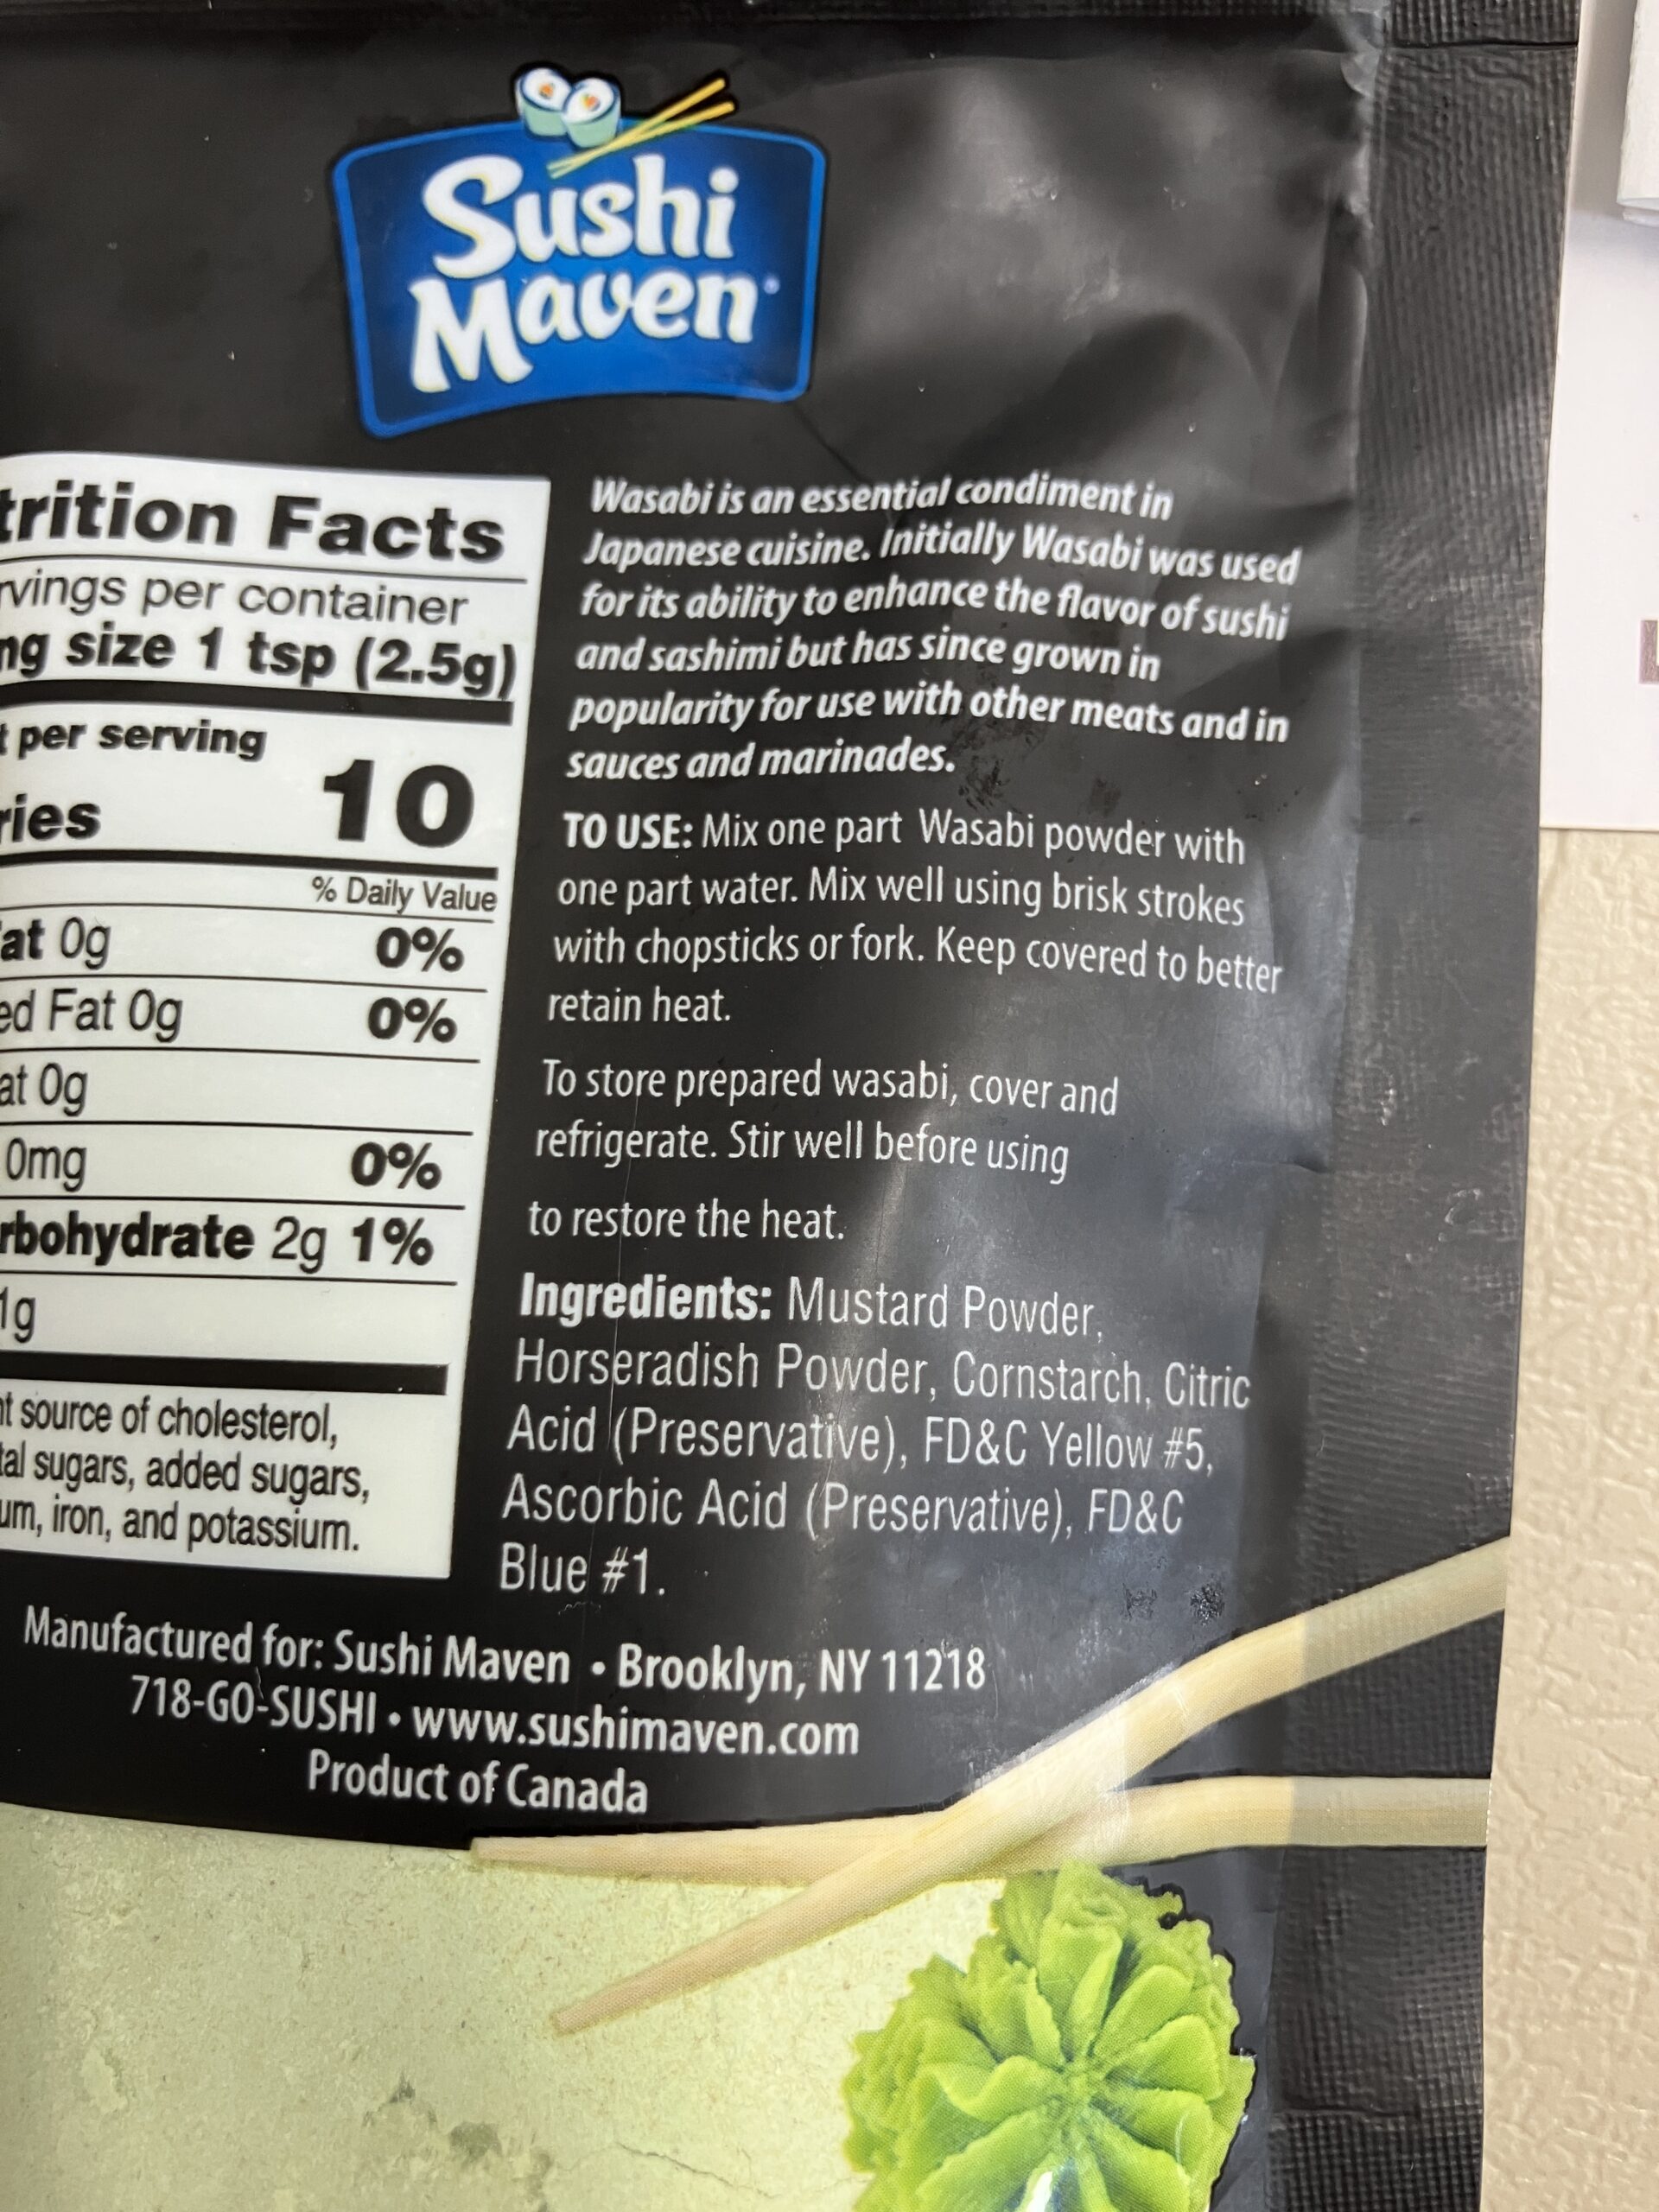 Sushi
Maven
trition Facts
rvings per container
ng size 1 tsp (2.5g)
t per serving
ries 10
% Daily Value
at 0g 0%
ed Fat 0g 0%
at 0g
0mg 0%
rbohydrate 2g 1%
1g
nt source of cholesterol,
tal sugars, added sugars,
um, iron, and potassium.
Wasabi is an essential condiment in
Japanese cuisine. Initially Wasabi was used
for its ability to enhance the flavor of sushi
and sashimi but has since grown in
popularity for use with other meats and in
sauces and marinades.
TO USE: Mix one part Wasabi powder with
one part water. Mix well using brisk strokes
with chopsticks or fork. Keep covered to better
retain heat.
To store prepared wasabi, cover and
refrigerate. Stir well before using
to restore the heat.
Ingredients: Mustard Powder,
Horseradish Powder, Cornstarch, Citric
Acid (Preservative), FD&C Yellow #5,
Ascorbic Acid (Preservative), FD&C
Blue #1.
Manufactured for: Sushi Maven • Brooklyn, NY 11218
718-GO-SUSHI • www.sushimaven.com
Product of Canada